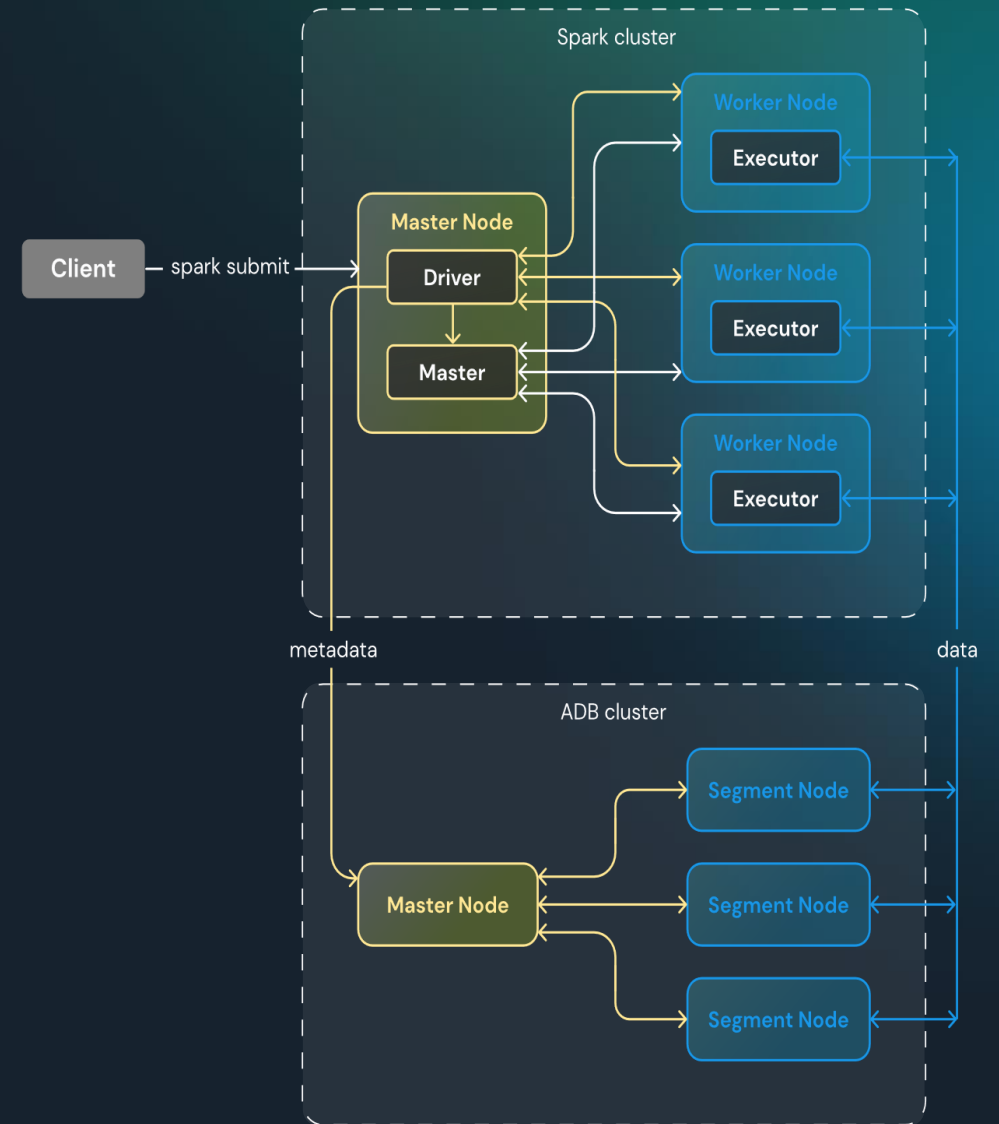 Spark cluster
Worker Node
Executor
Master Node
Client
spark submit
Driver
Worker Node
Executor
Master
Worker Node
Executor
metadata
data
ADB cluster
Segment Node
Master Node
Segment Node
Segment Node